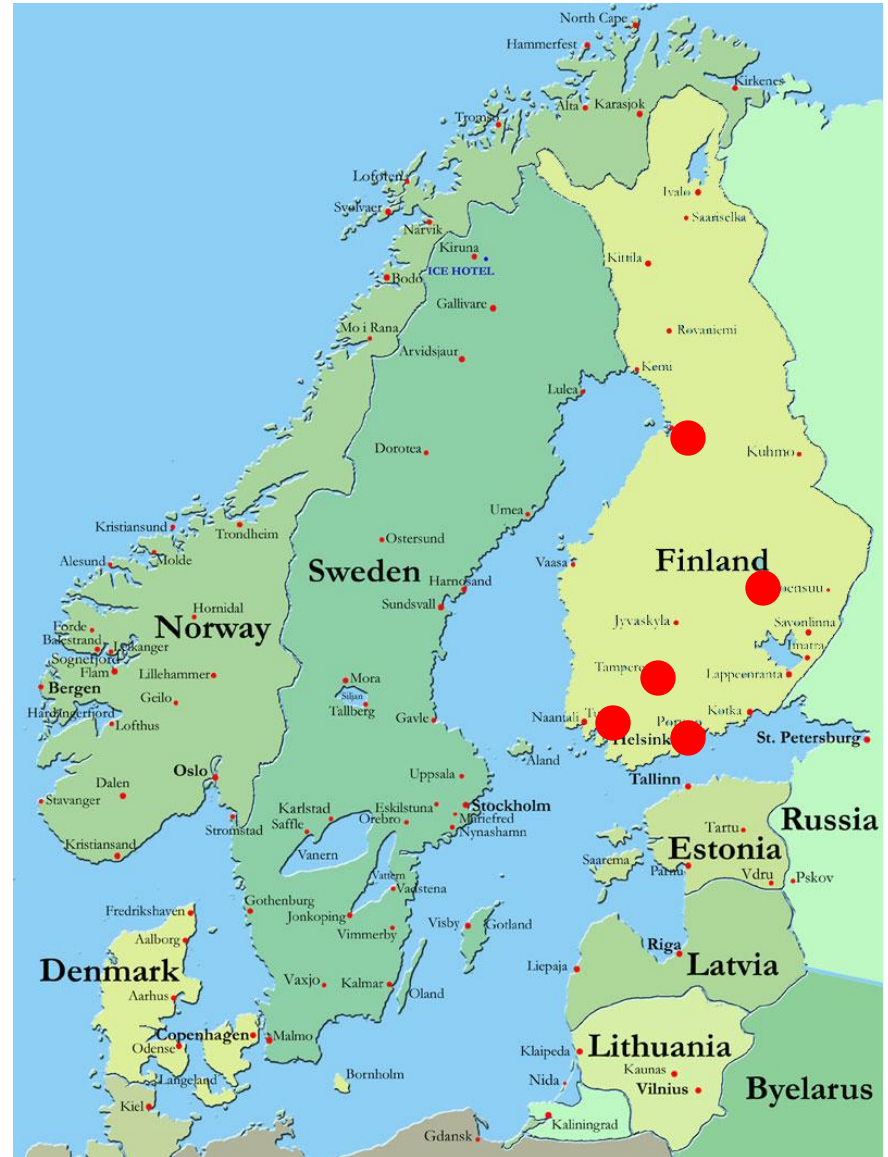 North Cape
Hammerfest
Kirkenes
Alta
Karasjok
Tromso
Lofoten
Ivalo
Svolvaer
Saariselka
Narvik
Kiruna
Kittila
ICE HOTEL
Bodo
Gallivare
Mo i Rana
Rovaniemi
Arvidsjaur
Kemi
Lulea
Dorotea
Kuhmo
Umea
Kristiansund
Trondheim
Ostersund
Molde
Alesund
Vaasa
Finland
Sweden
Harnosand
Sundsvall
Hornidal
Norway
Jyvaskyla
Savonlinna
Forde
Balestrand
Leikanger
Imatra
Sognefjord
Flam
Lillehammer
Tampere
Lappeenranta
Mora
Bergen
Siljan
Geilo
Tallberg
Kotka
Hardangerfjord
Lofthus
Gavle
Naantali
St. Petersburg
Aland
Oslo
Uppsala
Tallinn
Dalen
Stavanger
Karlstad
Eskilstuna
Stockholm
Saffle
Orebro
Mariefred
Nynashamn
Stromstad
Tartu
Russia
Kristiansand
Vanern
Estonia
Saarema
Parnu
Vattern
Vdru
Pskov
Vadstena
Fredrikshaven
Gothenburg
Jonkoping
Visby
Gotland
Vimmerby
Aalborg
Riga
Denmark
Liepaja
Latvia
Vaxjo
Kalmar
Oland
Aarhus
Copenhagen
Malmo
Odense
Klaipeda
Lithuania
Kaunas
Langeland
Bornholm
Nida
Vilnius
Byelarus
Kiel
Kaliningrad
Gdansk